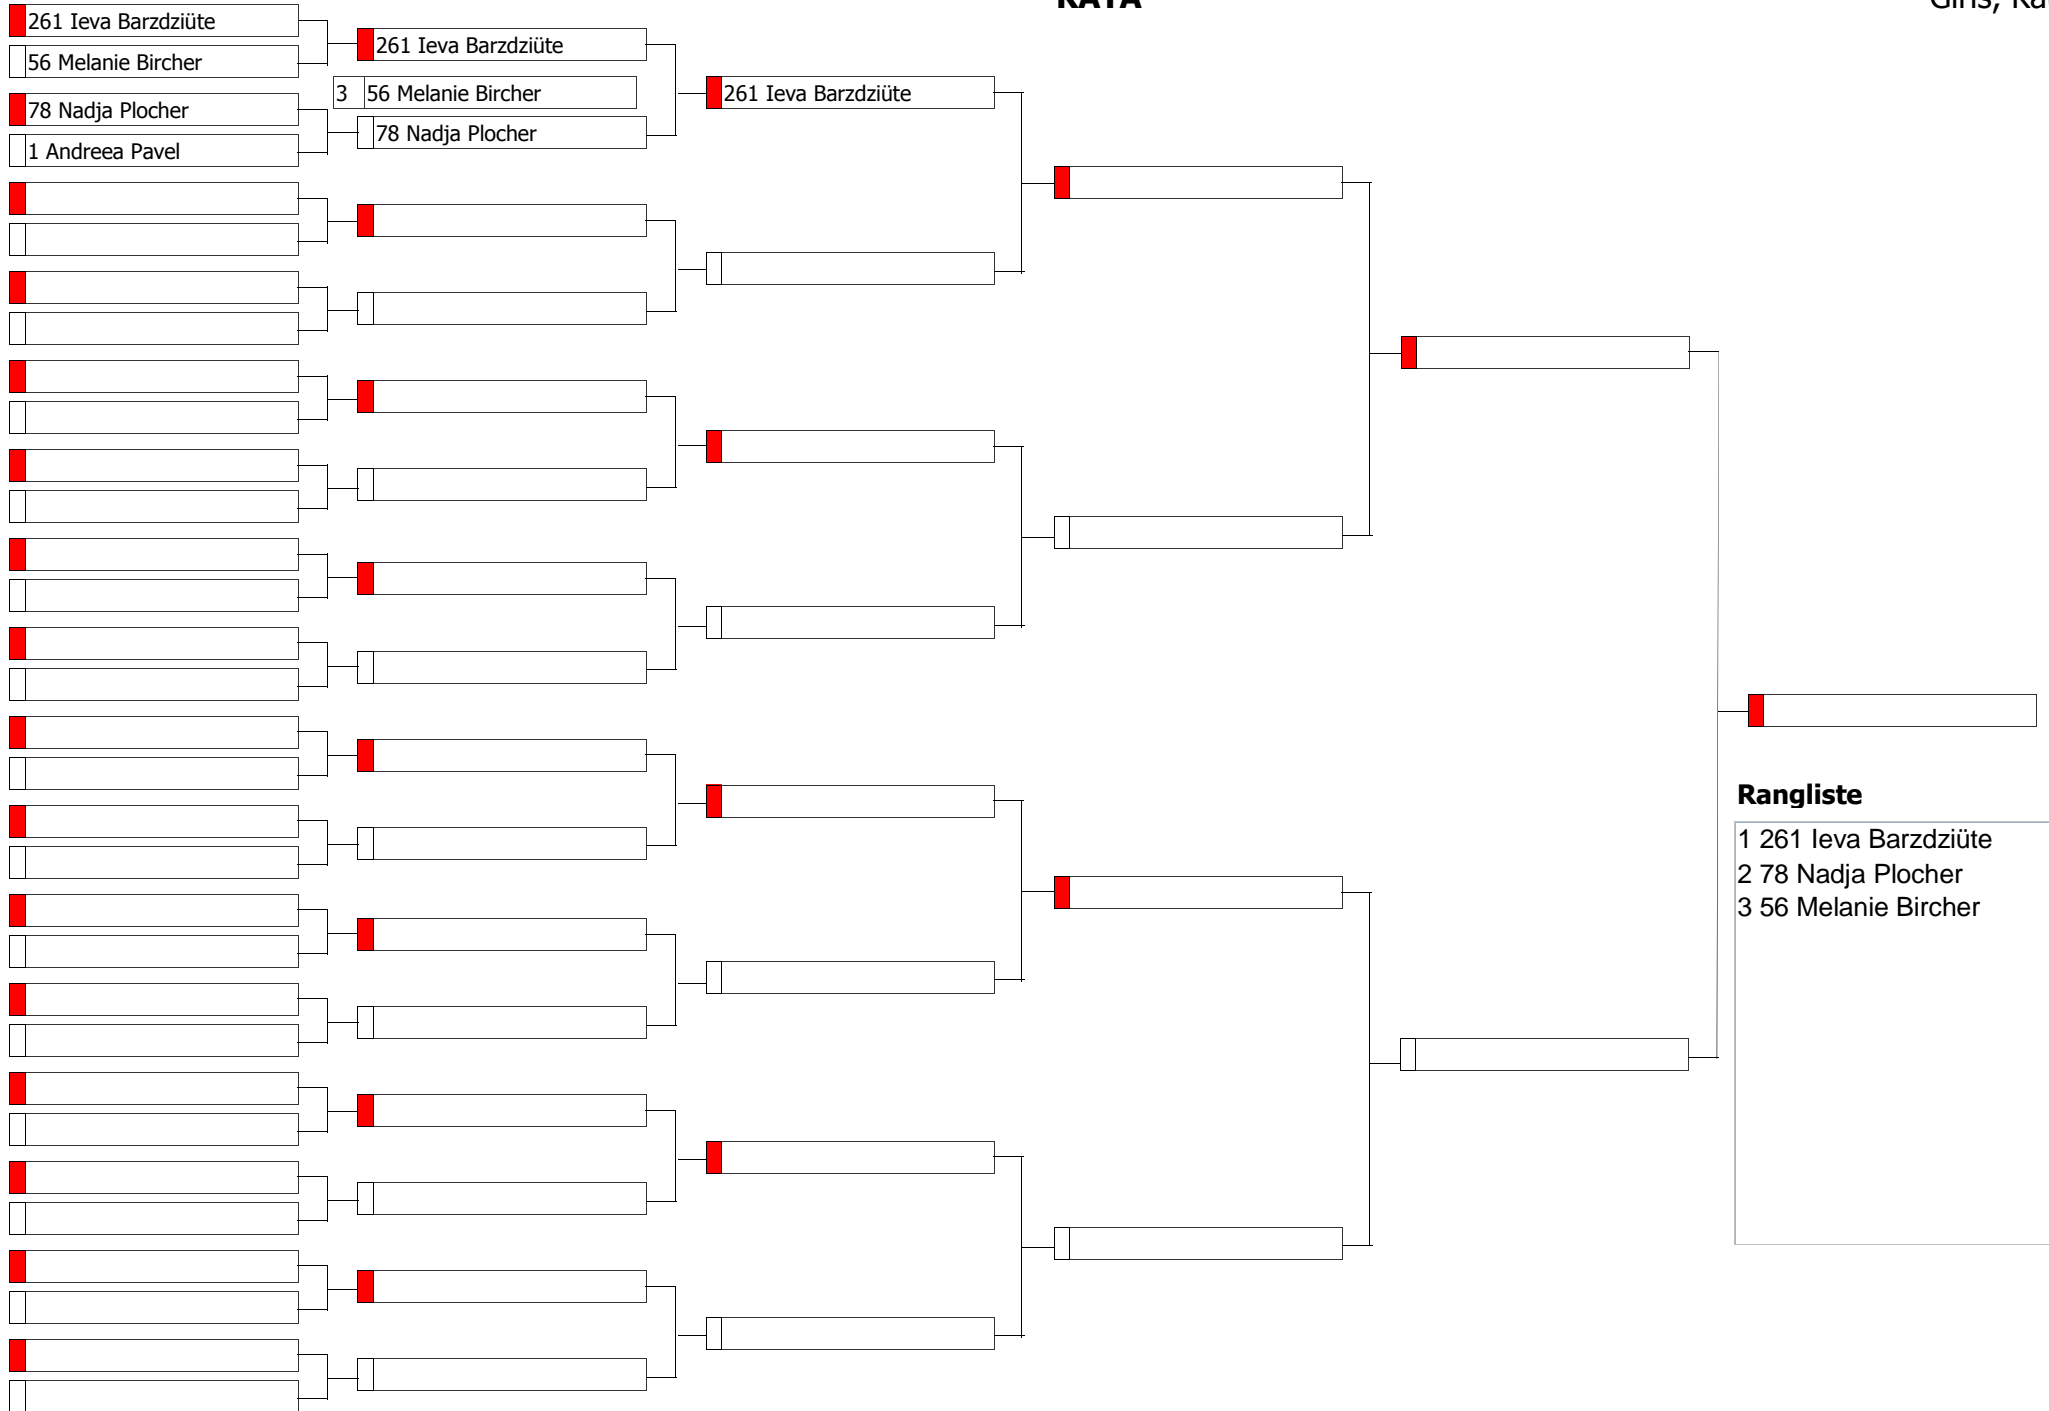 KATA
261 Ieva Barzdziüte
56 Melanie Bircher
78 Nadja Plocher
1 Andreea Pavel
261 Ieva Barzdziüte
3 56 Melanie Bircher
78 Nadja Plocher
261 Ieva Barzdziüte
Rangliste
1 261 Ieva Barzdziüte
2 78 Nadja Plocher
3 56 Melanie Bircher